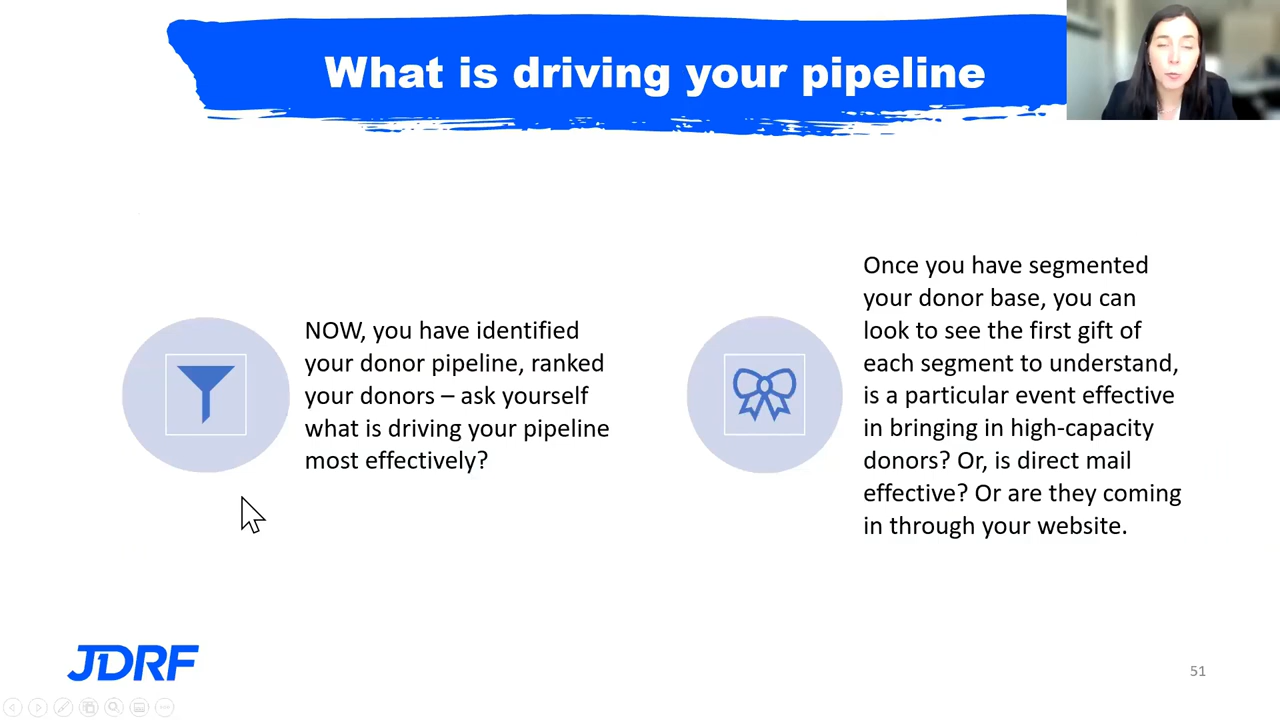 What is driving your pipeline
NOW, you have identified
your donor pipeline, ranked
your donors – ask yourself
what is driving your pipeline
most effectively?
Once you have segmented
your donor base, you can
look to see the first gift of
each segment to understand,
is a particular event effective
in bringing in high-capacity
donors? Or, is direct mail
effective? Or are they coming
in through your website.
JDRF
51